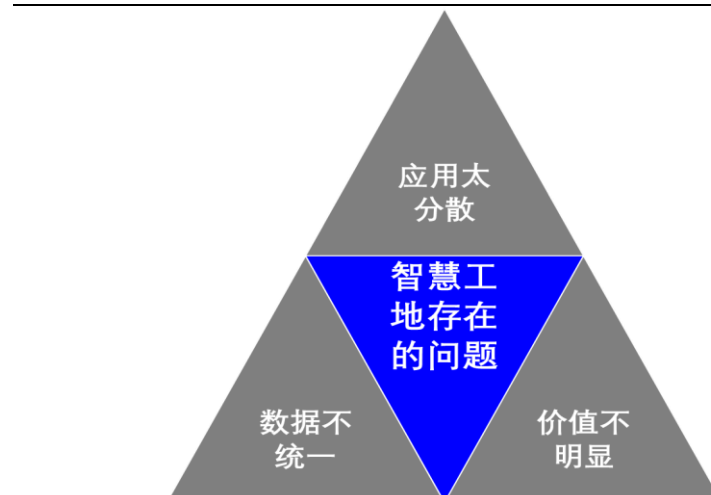 应用太
分散
智慧工
地存在
的问题
数据不
统一
价值不
明显